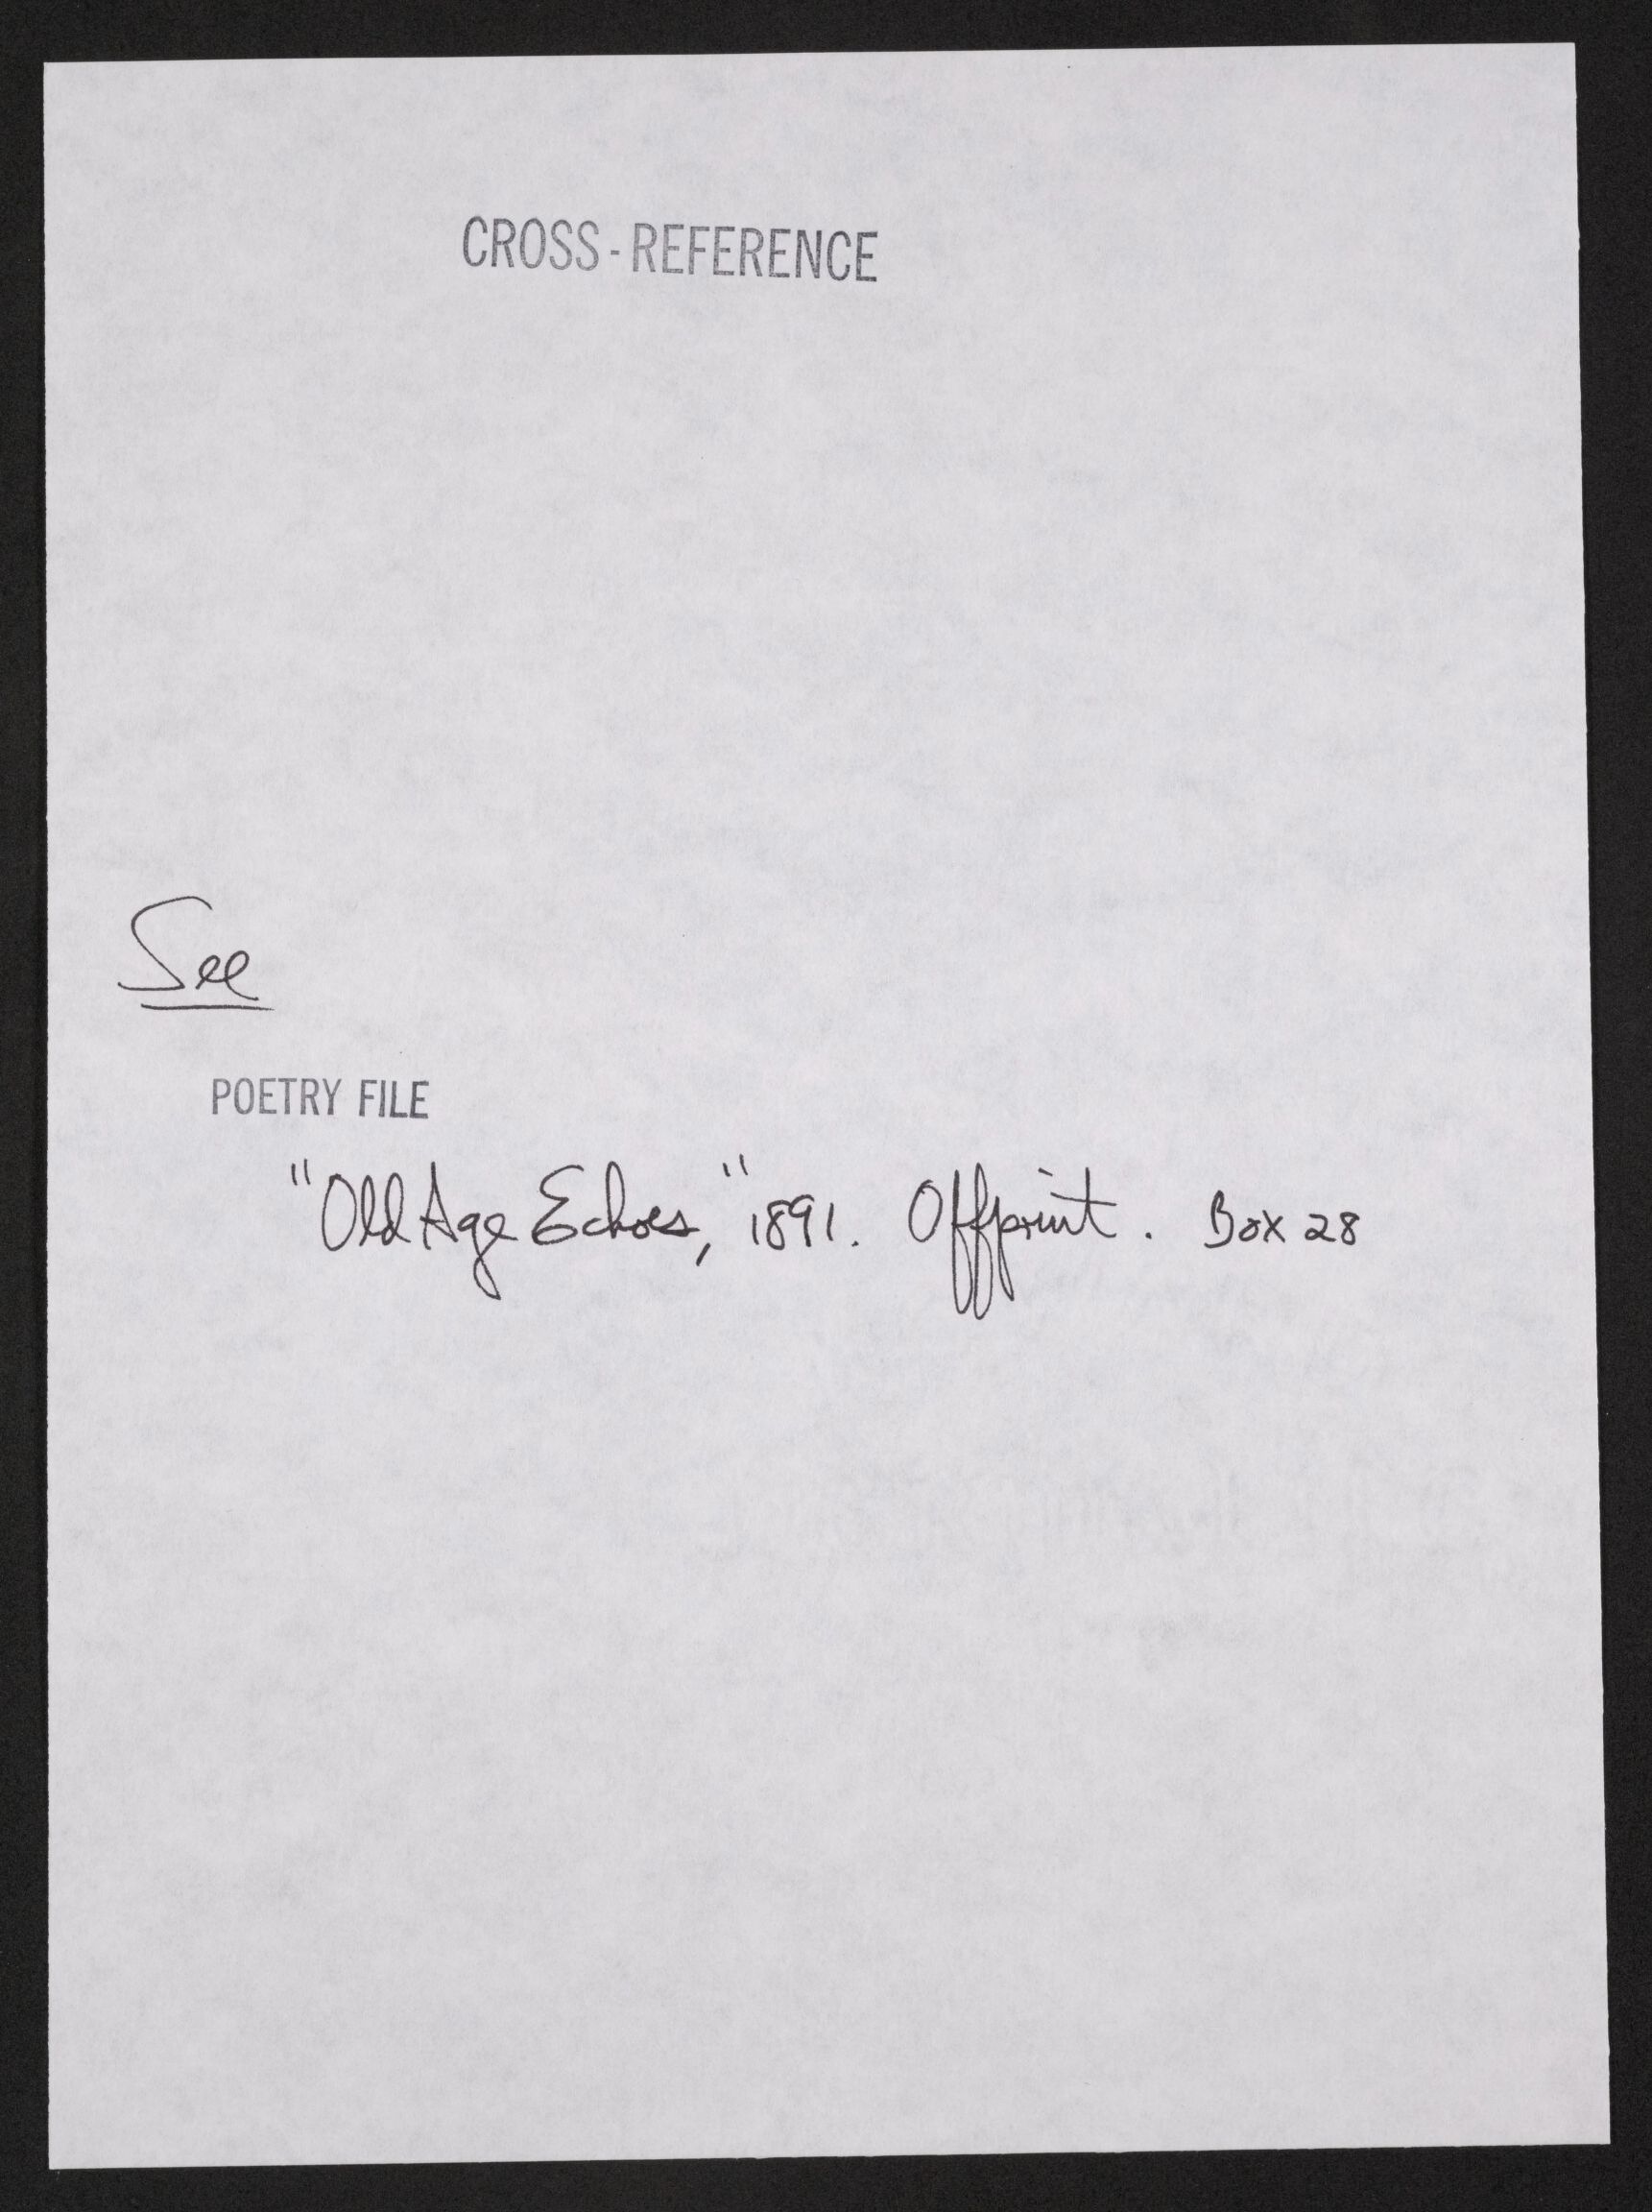 CROSS-REFERENCE
See
POETRY FILE
"Old Age Echoes," 1891. Offprint. Box 28